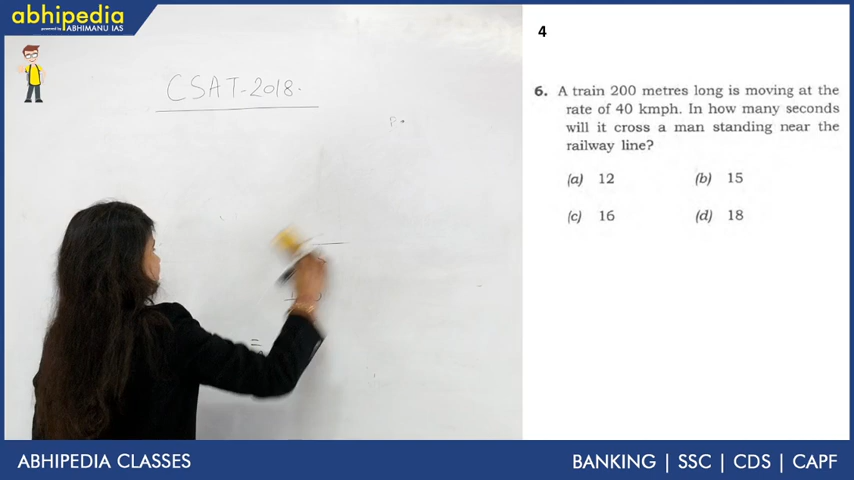 abhipedia
powered by ABHIMANU IAS
CSAT-2018.
4
6. A train 200 metres long is moving at the
rate of 40 kmph. In how many seconds
will it cross a man standing near the
railway line?
(a) 12 (b) 15
(c) 16 (d) 18
ABHIPEDIA CLASSES
BANKING | SSC | CDS | CAPF